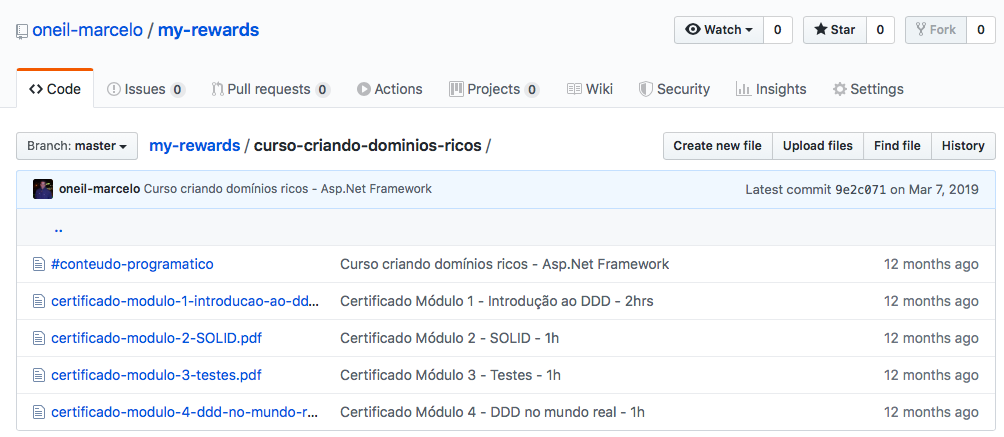 oneil-marcelo / my-rewards
Watch 0 Star 0 Fork 0
Code Issues 0 Pull requests 0 Actions Projects 0 Wiki Security Insights Settings
Branch: master my-rewards / curso-criando-dominios-ricos / Create new file Upload files Find file History
oneil-marcelo Curso criando domínios ricos - Asp.Net Framework Latest commit 9e2c071 on Mar 7, 2019
..
#conteudo-programatico Curso criando domínios ricos - Asp.Net Framework 12 months ago
certificado-modulo-1-introducao-ao-dd... Certificado Módulo 1 - Introdução ao DDD - 2hrs 12 months ago
certificado-modulo-2-SOLID.pdf Certificado Módulo 2 - SOLID - 1h 12 months ago
certificado-modulo-3-testes.pdf Certificado Módulo 3 - Testes - 1h 12 months ago
certificado-modulo-4-ddd-no-mundo-r... Certificado Módulo 4 - DDD no mundo real - 1h 12 months ago